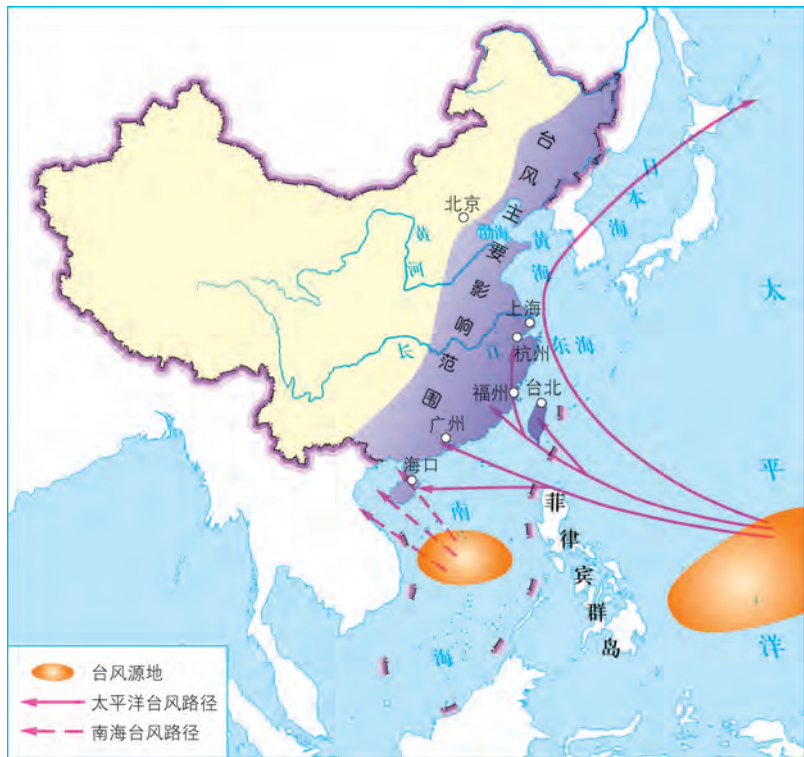 台风主要影响范围
北京
黄河
渤海
黄海
日本海
上海
杭州
长江
东海
福州
台北
广州
海口
南海
菲律宾群岛
太平洋
台风源地
太平洋台风路径
南海台风路径